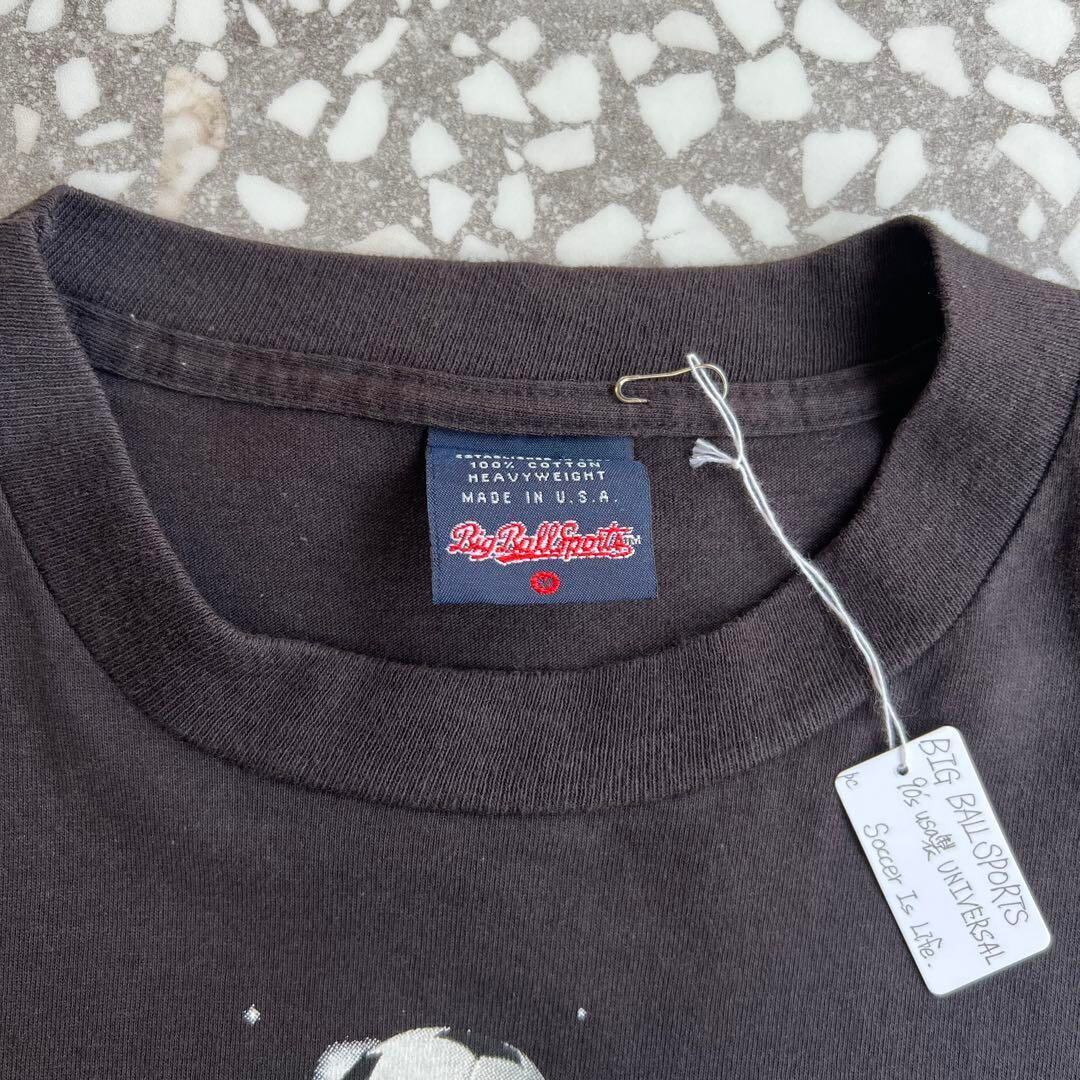 100% COTTON
HEAVYWEIGHT
MADE IN U.S.A.
Big Ball Sports™
BIG BALL SPORTS
90's usa製 UNIVERSAL
Soccer Is Life.